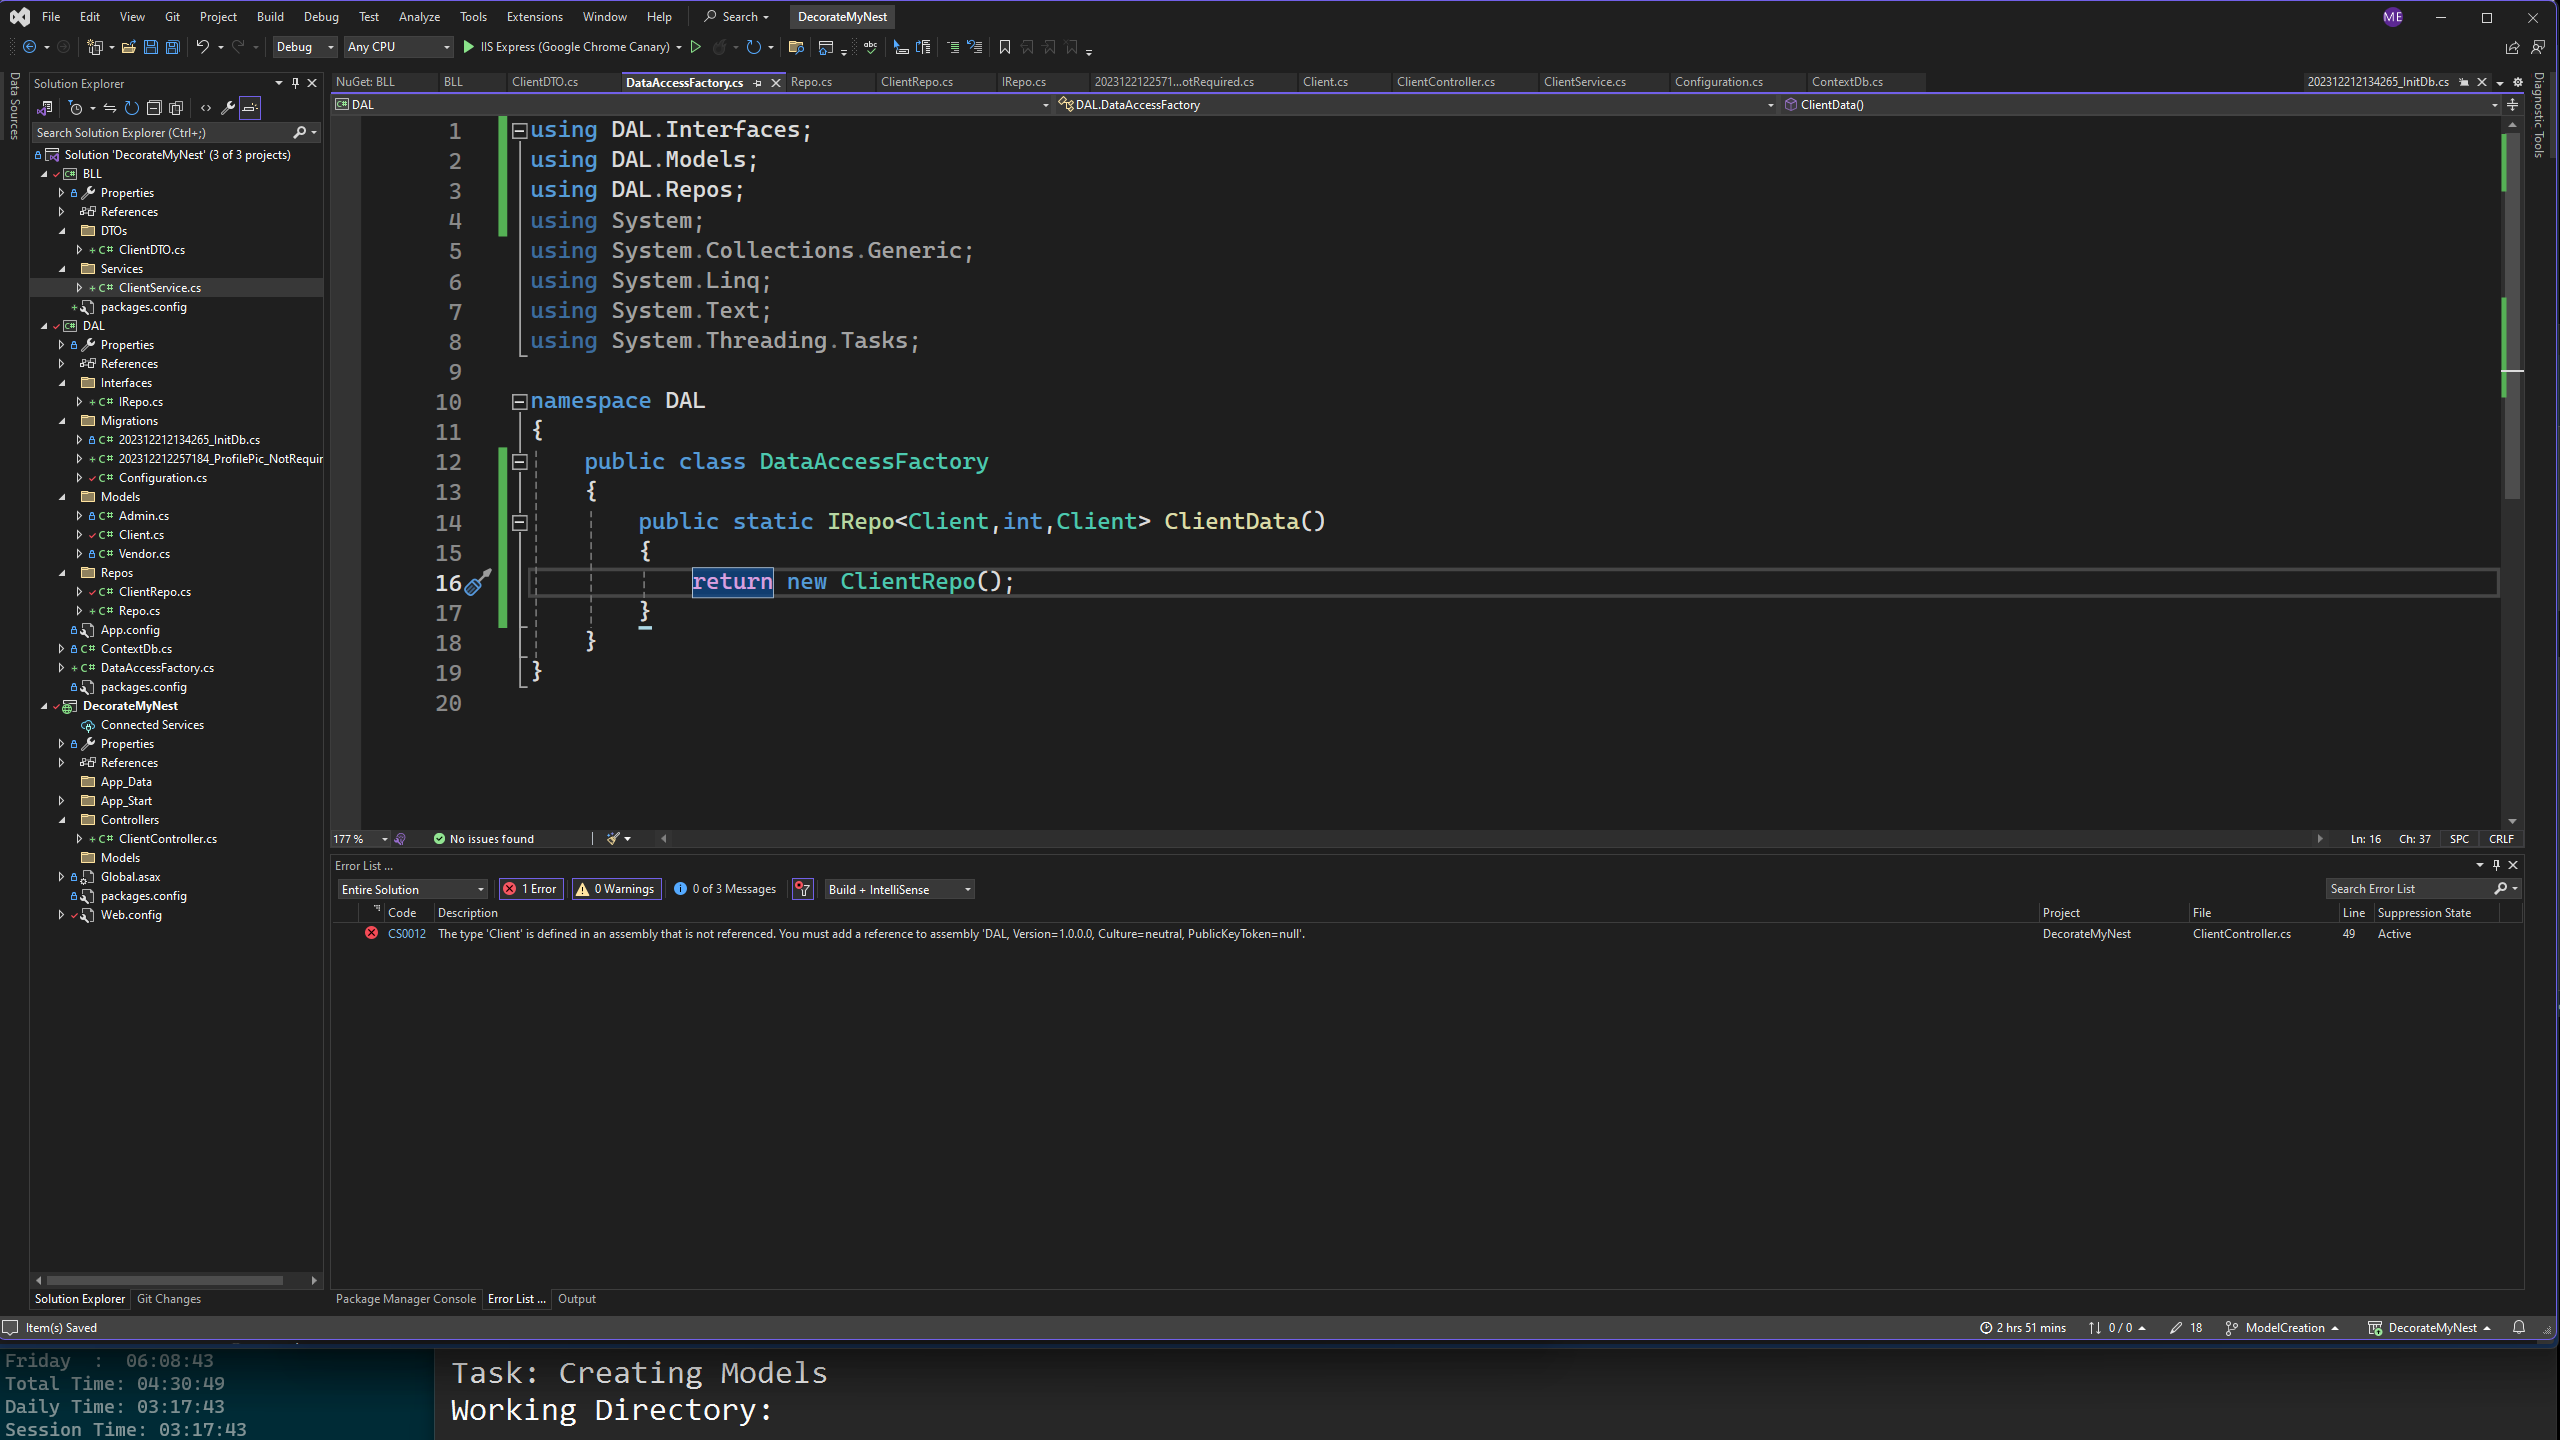 File Edit View Git Project Build Debug Test Analyze Tools Extensions Window Help Search DecorateMyNest ME
Debug Any CPU IIS Express (Google Chrome Canary)
Data Sources
Solution Explorer
Search Solution Explorer (Ctrl+;)
Solution 'DecorateMyNest' (3 of 3 projects)
BLL
Properties
References
DTOs
C# ClientDTO.cs
Services
C# ClientService.cs
packages.config
DAL
Properties
References
Interfaces
C# IRepo.cs
Migrations
C# 202312212134265_InitDb.cs
C# 202312212257184_ProfilePic_NotRequir
C# Configuration.cs
Models
C# Admin.cs
C# Client.cs
C# Vendor.cs
Repos
C# ClientRepo.cs
C# Repo.cs
App.config
C# ContextDb.cs
C# DataAccessFactory.cs
packages.config
DecorateMyNest
Connected Services
Properties
References
App_Data
App_Start
Controllers
C# ClientController.cs
Models
Global.asax
packages.config
Web.config
Solution Explorer Git Changes
NuGet: BLL BLL ClientDTO.cs DataAccessFactory.cs Repo.cs ClientRepo.cs IRepo.cs 2023122122571...otRequired.cs Client.cs ClientController.cs ClientService.cs Configuration.cs ContextDb.cs 202312212134265_InitDb.cs
C# DAL DAL.DataAccessFactory ClientData()
1 using DAL.Interfaces;
2 using DAL.Models;
3 using DAL.Repos;
4 using System;
5 using System.Collections.Generic;
6 using System.Linq;
7 using System.Text;
8 using System.Threading.Tasks;
9
10 namespace DAL
11 {
12 public class DataAccessFactory
13 {
14 public static IRepo<Client,int,Client> ClientData()
15 {
16 return new ClientRepo();
17 }
18 }
19 }
20
177 % No issues found Ln: 16 Ch: 37 SPC CRLF
Diagnostic Tools
Error List ...
Entire Solution 1 Error 0 Warnings 0 of 3 Messages Build + IntelliSense Search Error List
Code Description Project File Line Suppression State
CS0012 The type 'Client' is defined in an assembly that is not referenced. You must add a reference to assembly 'DAL, Version=1.0.0.0, Culture=neutral, PublicKeyToken=null'. DecorateMyNest ClientController.cs 49 Active
Package Manager Console Error List ... Output
Item(s) Saved 2 hrs 51 mins 0 / 0 18 ModelCreation DecorateMyNest
Friday : 06:08:43
Total Time: 04:30:49
Daily Time: 03:17:43
Session Time: 03:17:43
Task: Creating Models
Working Directory: